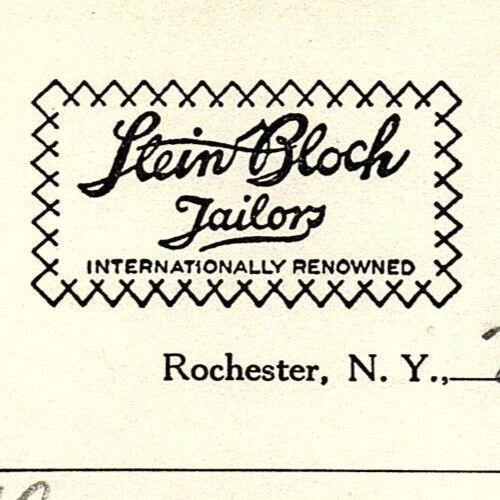 Stein Bloch
Tailors
INTERNATIONALLY RENOWNED
Rochester, N. Y.,